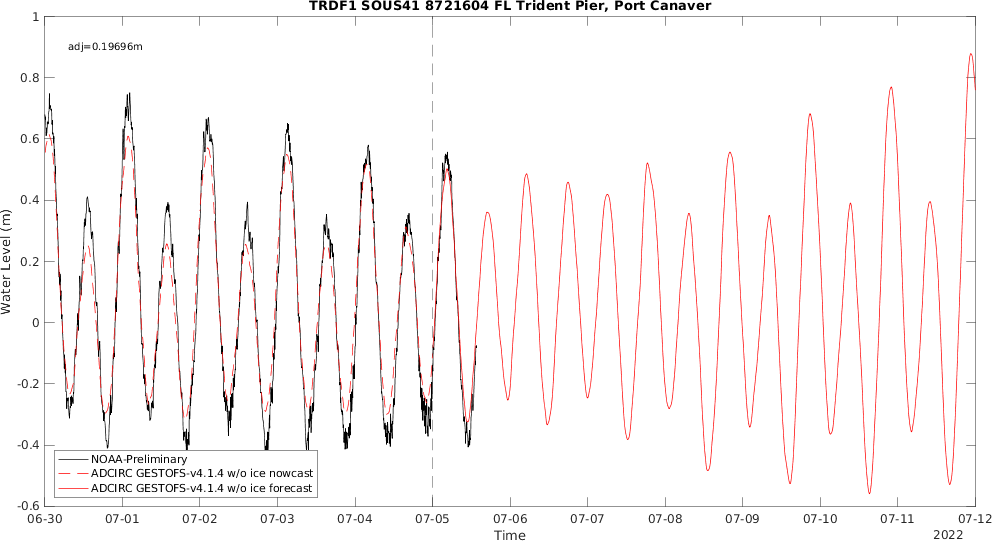 TRDF1 SOUS41 8721604 FL Trident Pier, Port Canaver
adj=0.19696m
Water Level (m)
1
0.8
0.6
0.4
0.2
0
-0.2
-0.4
-0.6
NOAA-Preliminary
ADCIRC GESTOFS-v4.1.4 w/o ice nowcast
ADCIRC GESTOFS-v4.1.4 w/o ice forecast
06-30 07-01 07-02 07-03 07-04 07-05 07-06 07-07 07-08 07-09 07-10 07-11 07-12
Time
2022